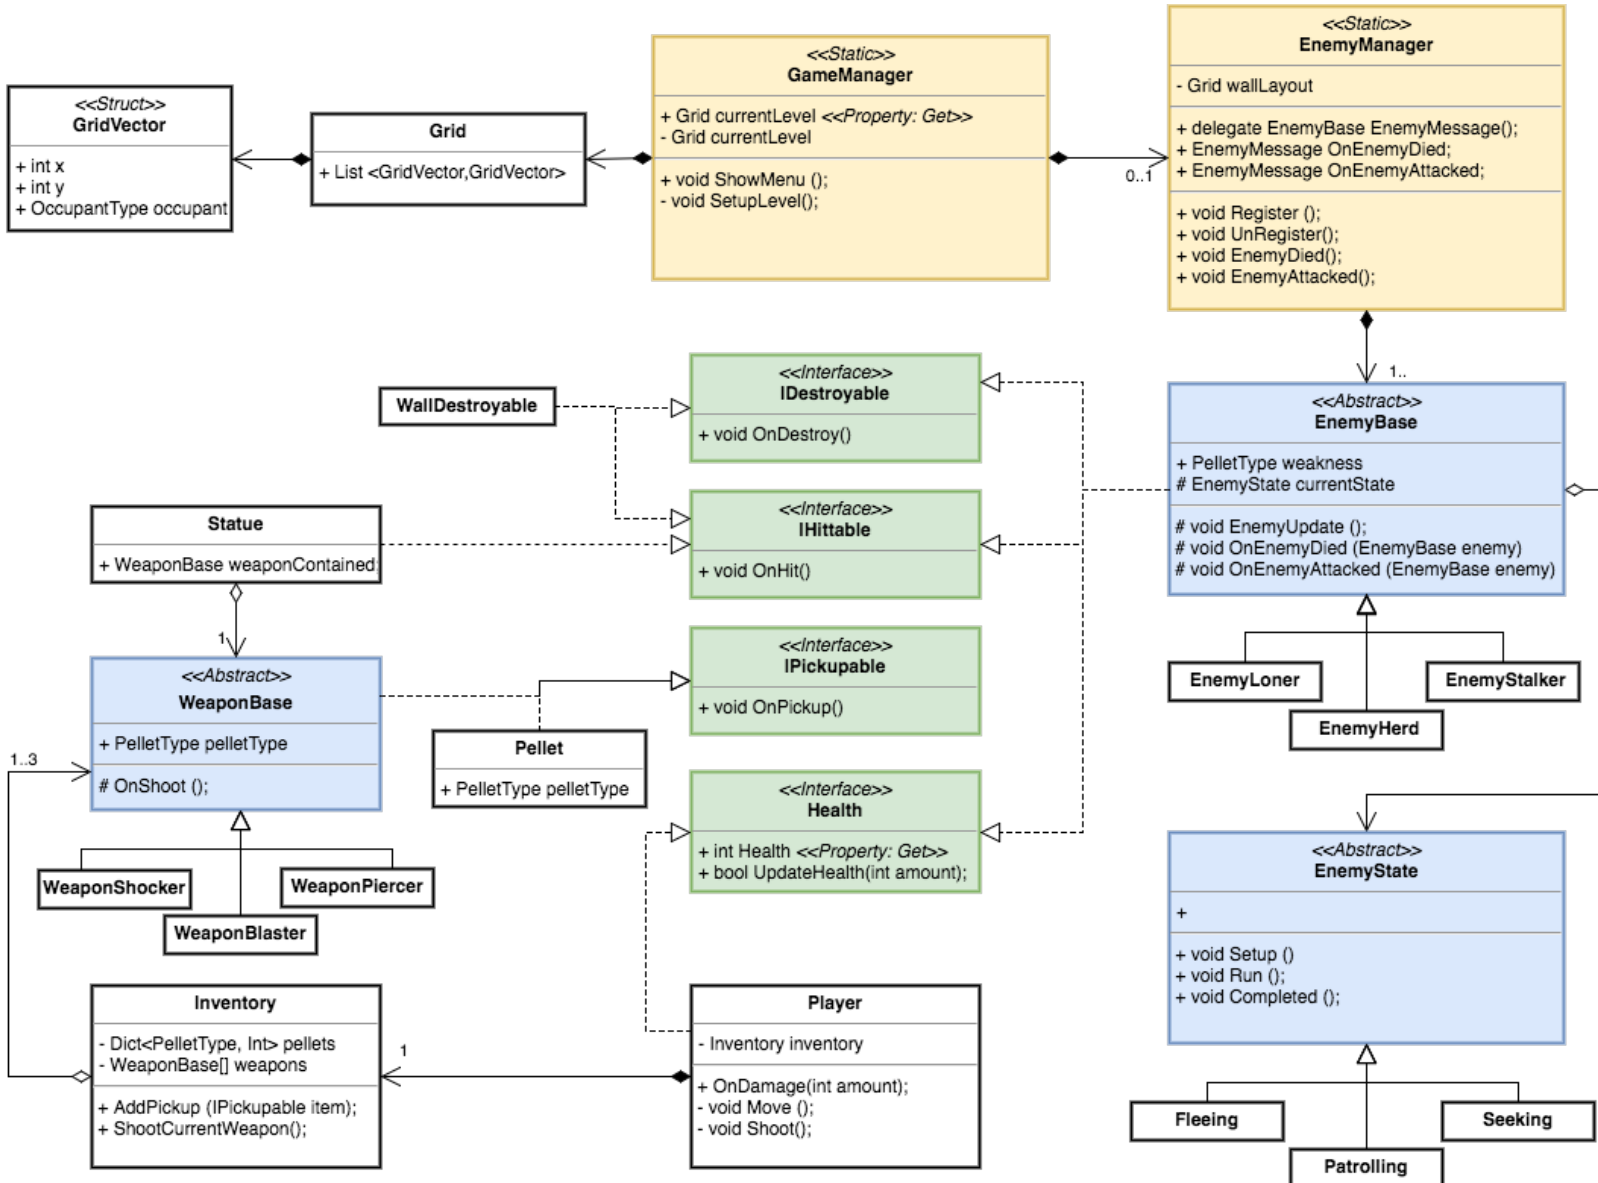 <<Struct>>
GridVector
+ int x
+ int y
+ OccupantType occupant
Grid
+ List <GridVector,GridVector>
<<Static>>
GameManager
+ Grid currentLevel <<Property: Get>>
- Grid currentLevel
+ void ShowMenu ();
- void SetupLevel();
0..1
<<Static>>
EnemyManager
- Grid wallLayout
+ delegate EnemyBase EnemyMessage();
+ EnemyMessage OnEnemyDied;
+ EnemyMessage OnEnemyAttacked;
+ void Register ();
+ void UnRegister();
+ void EnemyDied();
+ void EnemyAttacked();
1..
WallDestroyable
<<Interface>>
IDestroyable
+ void OnDestroy()
<<Abstract>>
EnemyBase
+ PelletType weakness
# EnemyState currentState
# void EnemyUpdate ();
# void OnEnemyDied (EnemyBase enemy)
# void OnEnemyAttacked (EnemyBase enemy)
Statue
+ WeaponBase weaponContained;
1
<<Interface>>
IHittable
+ void OnHit()
<<Interface>>
IPickupable
+ void OnPickup()
EnemyLoner
EnemyStalker
EnemyHerd
<<Abstract>>
WeaponBase
+ PelletType pelletType
# OnShoot ();
1..3
Pellet
+ PelletType pelletType
<<Interface>>
Health
+ int Health <<Property: Get>>
+ bool UpdateHealth(int amount);
WeaponShocker
WeaponPiercer
WeaponBlaster
<<Abstract>>
EnemyState
+
+ void Setup ()
+ void Run ();
+ void Completed ();
Inventory
- Dict<PelletType, Int> pellets
- WeaponBase[] weapons
+ AddPickup (IPickupable item);
+ ShootCurrentWeapon();
1
Player
- Inventory inventory
+ OnDamage(int amount);
- void Move ();
- void Shoot();
Fleeing
Seeking
Patrolling